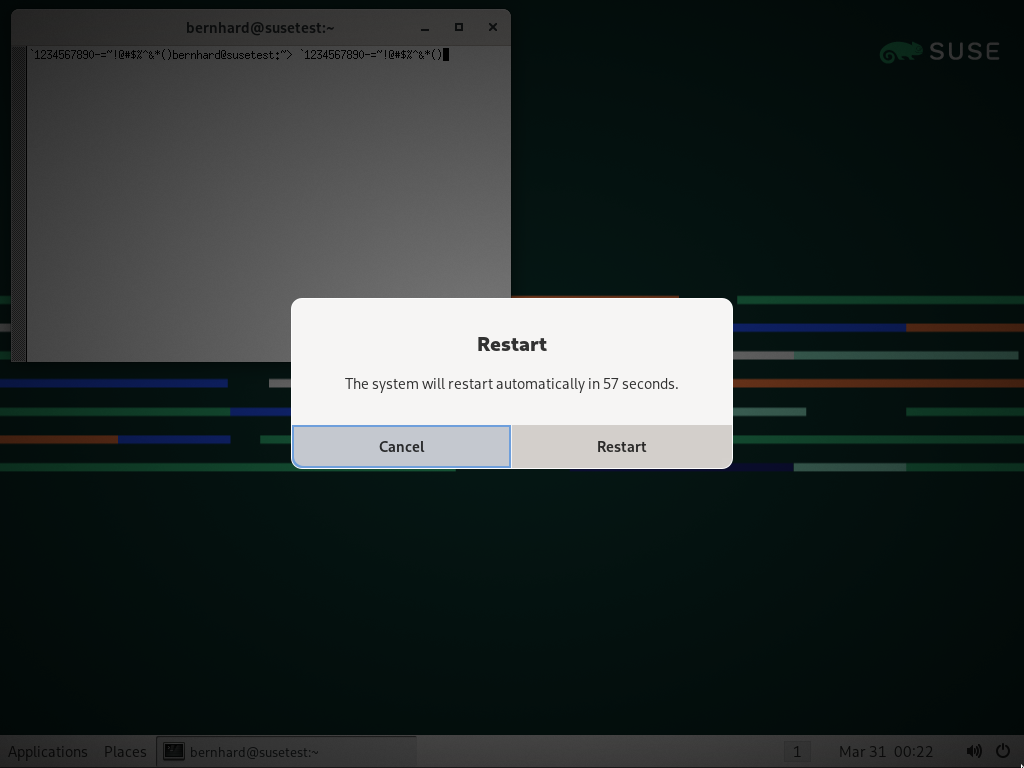 bernhard@susetest:~
`1234567890-=~!@#$%^&*()bernhard@susetest:~> `1234567890-=~!@#$%^&*()
SUSE
Restart
The system will restart automatically in 57 seconds.
Cancel
Restart
Applications
Places
bernhard@susetest:~
1
Mar 31 00:22